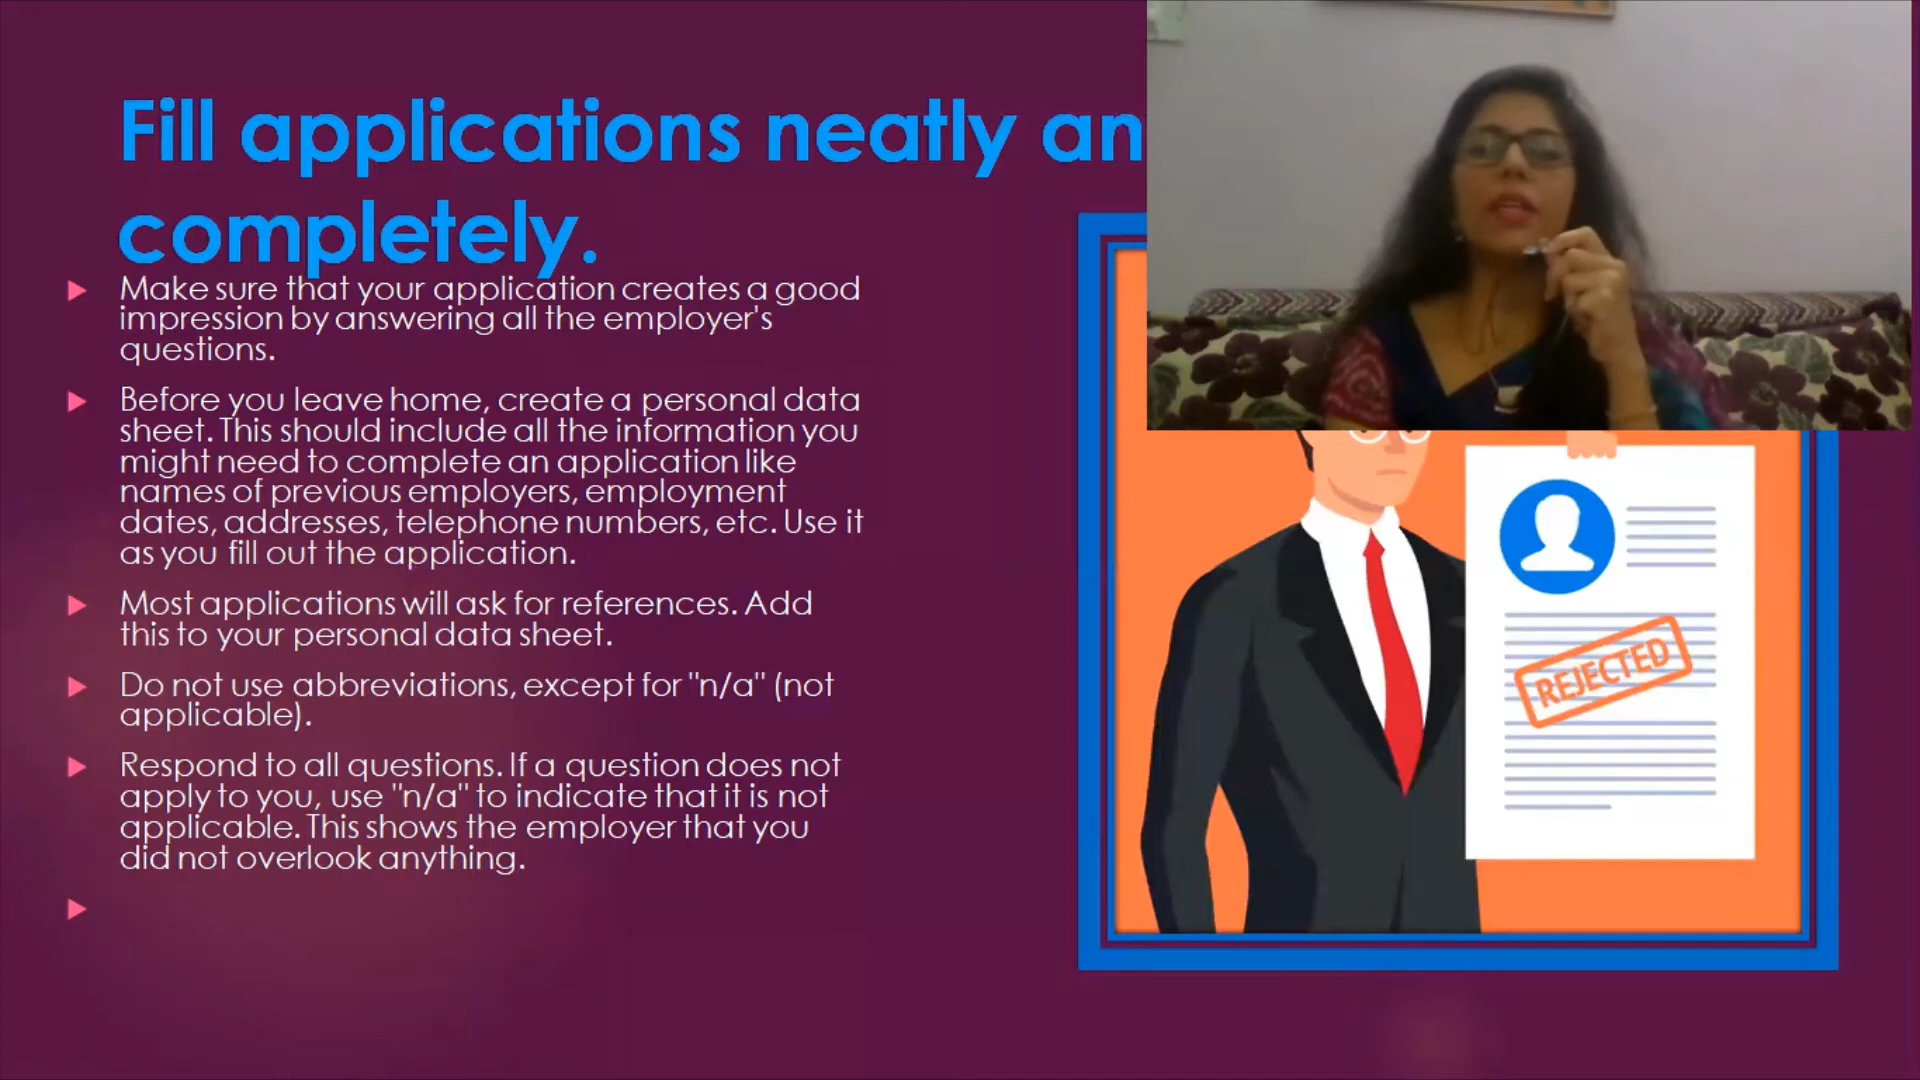 Fill applications neatly an
completely.
Make sure that your application creates a good
impression by answering all the employer's
questions.
Before you leave home, create a personal data
sheet. This should include all the information you
might need to complete an application like
names of previous employers, employment
dates, addresses, telephone numbers, etc. Use it
as you fill out the application.
Most applications will ask for references. Add
this to your personal data sheet.
Do not use abbreviations, except for "n/a" (not
applicable).
Respond to all questions. If a question does not
apply to you, use "n/a" to indicate that it is not
applicable. This shows the employer that you
did not overlook anything.
REJECTED